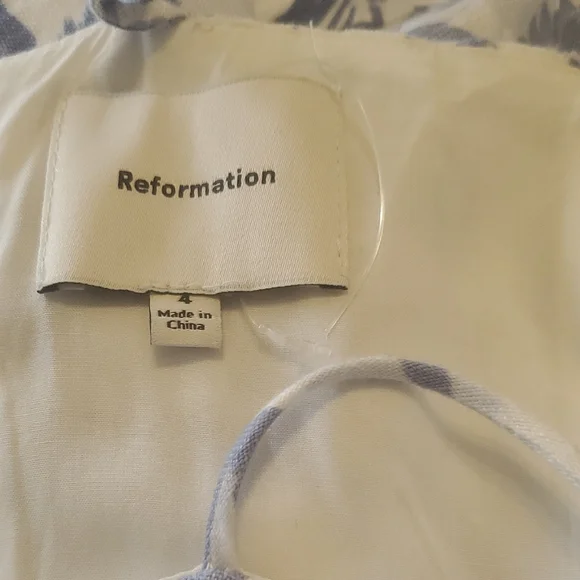 Reformation
4
Made in
China